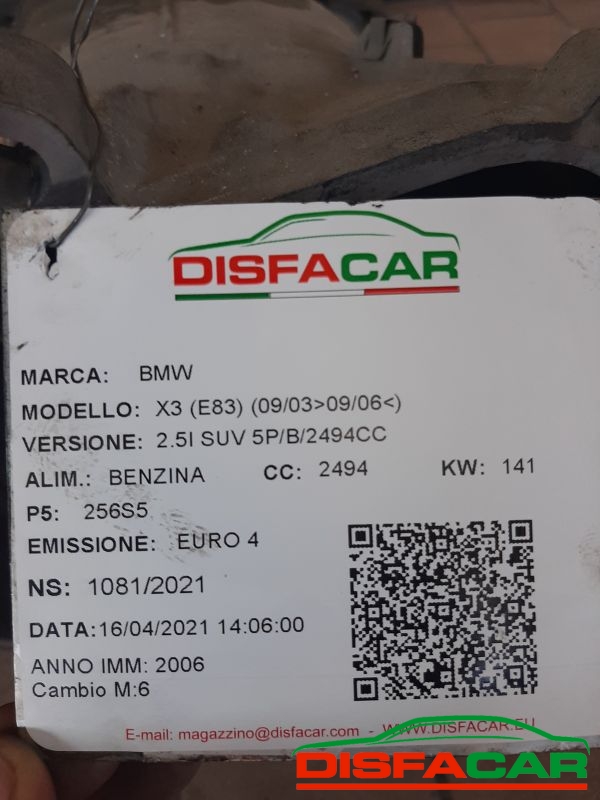 DISFACAR
MARCA: BMW
MODELLO: X3 (E83) (09/03>09/06<)
VERSIONE: 2.5I SUV 5P/B/2494CC
ALIM.: BENZINA CC: 2494 KW: 141
P5: 256S5
EMISSIONE: EURO 4
NS: 1081/2021
DATA:16/04/2021 14:06:00
ANNO IMM: 2006
Cambio M:6
E-mail: magazzino@disfacar.com - WWW.DISFACAR.EU
DISFACAR